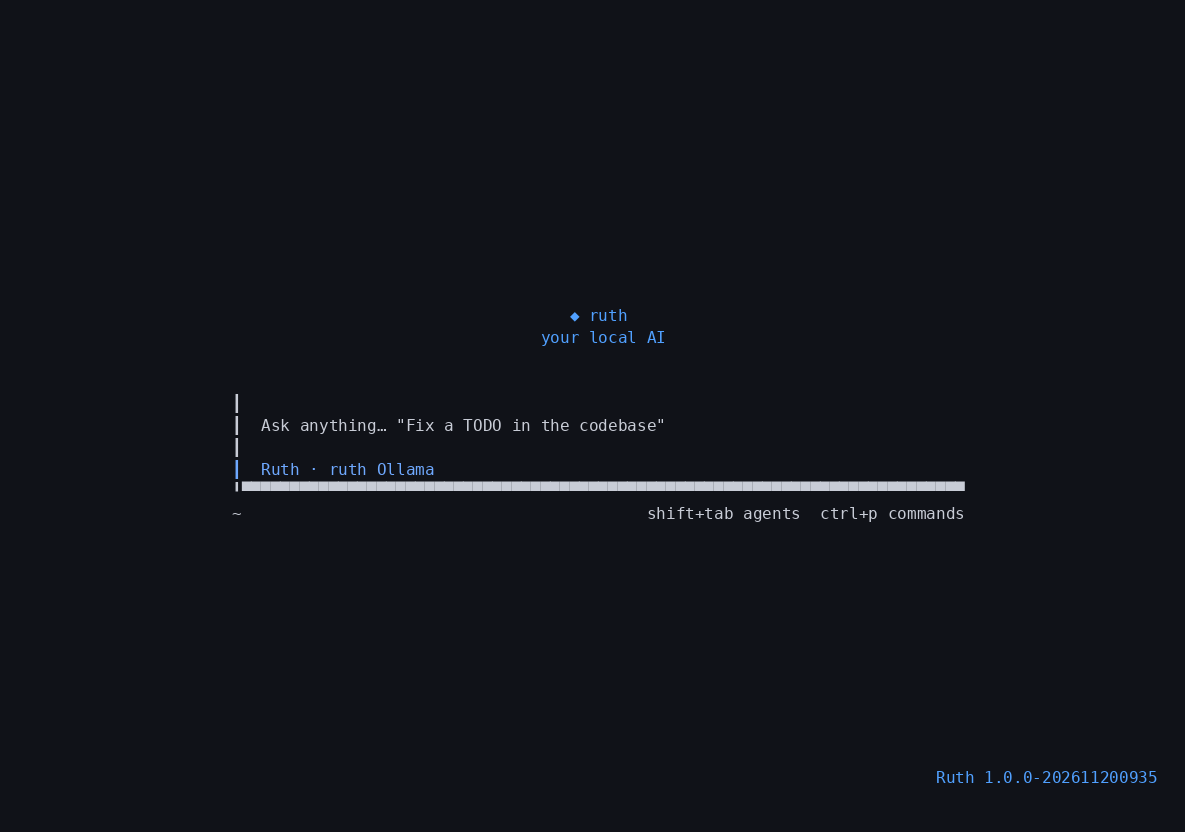 ◆ ruth
your local AI
Ask anything… "Fix a TODO in the codebase"
Ruth · ruth Ollama
~ shift+tab agents ctrl+p commands
Ruth 1.0.0-202611200935